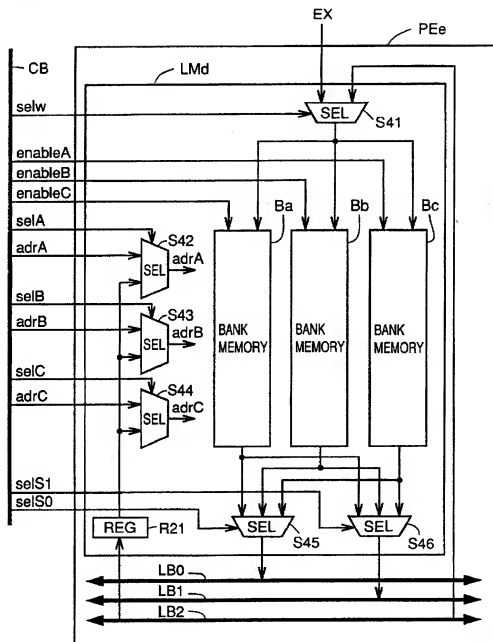 EX
PEe
CB
LMd
selw
SEL
S41
enableA
enableB
enableC
Ba
Bb
Bc
selA
S42
adrA
SEL
adrA
selB
S43
adrB
SEL
adrB
BANK MEMORY
BANK MEMORY
BANK MEMORY
selC
S44
adrC
SEL
adrC
selS1
selS0
REG
R21
SEL
S45
SEL
S46
LB0
LB1
LB2